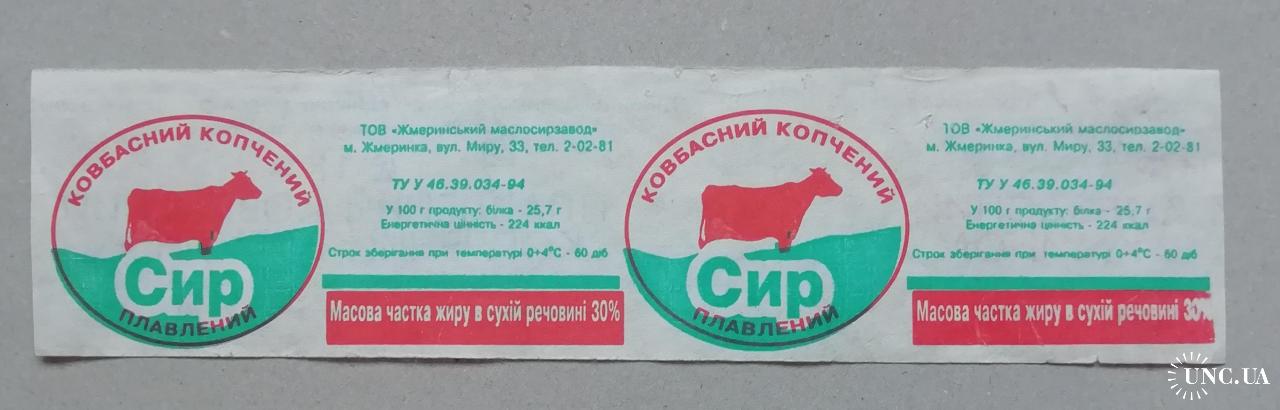 КОВБАСНИЙ КОПЧЕНИЙ
Сир
ПЛАВЛЕНИЙ
ТОВ «Жмеринський маслосирзавод»
м. Жмеринка, вул. Миру, 33, тел. 2-02-81
ТУ У 46.39.034-94
У 100 г продукту: білка - 25,7 г
Енергетична цінність - 224 ккал
Строк зберігання при температурі 0+4°С - 60 діб
Масова частка жиру в сухій речовині 30%
КОВБАСНИЙ КОПЧЕНИЙ
Сир
ПЛАВЛЕНИЙ
ТОВ «Жмеринський маслосирзавод»
м. Жмеринка, вул. Миру, 33, тел. 2-02-81
ТУ У 46.39.034-94
У 100 г продукту: білка - 25,7 г
Енергетична цінність - 224 ккал
Строк зберігання при температурі 0+4°С - 60 діб
Масова частка жиру в сухій речовині 30%
UNC.UA